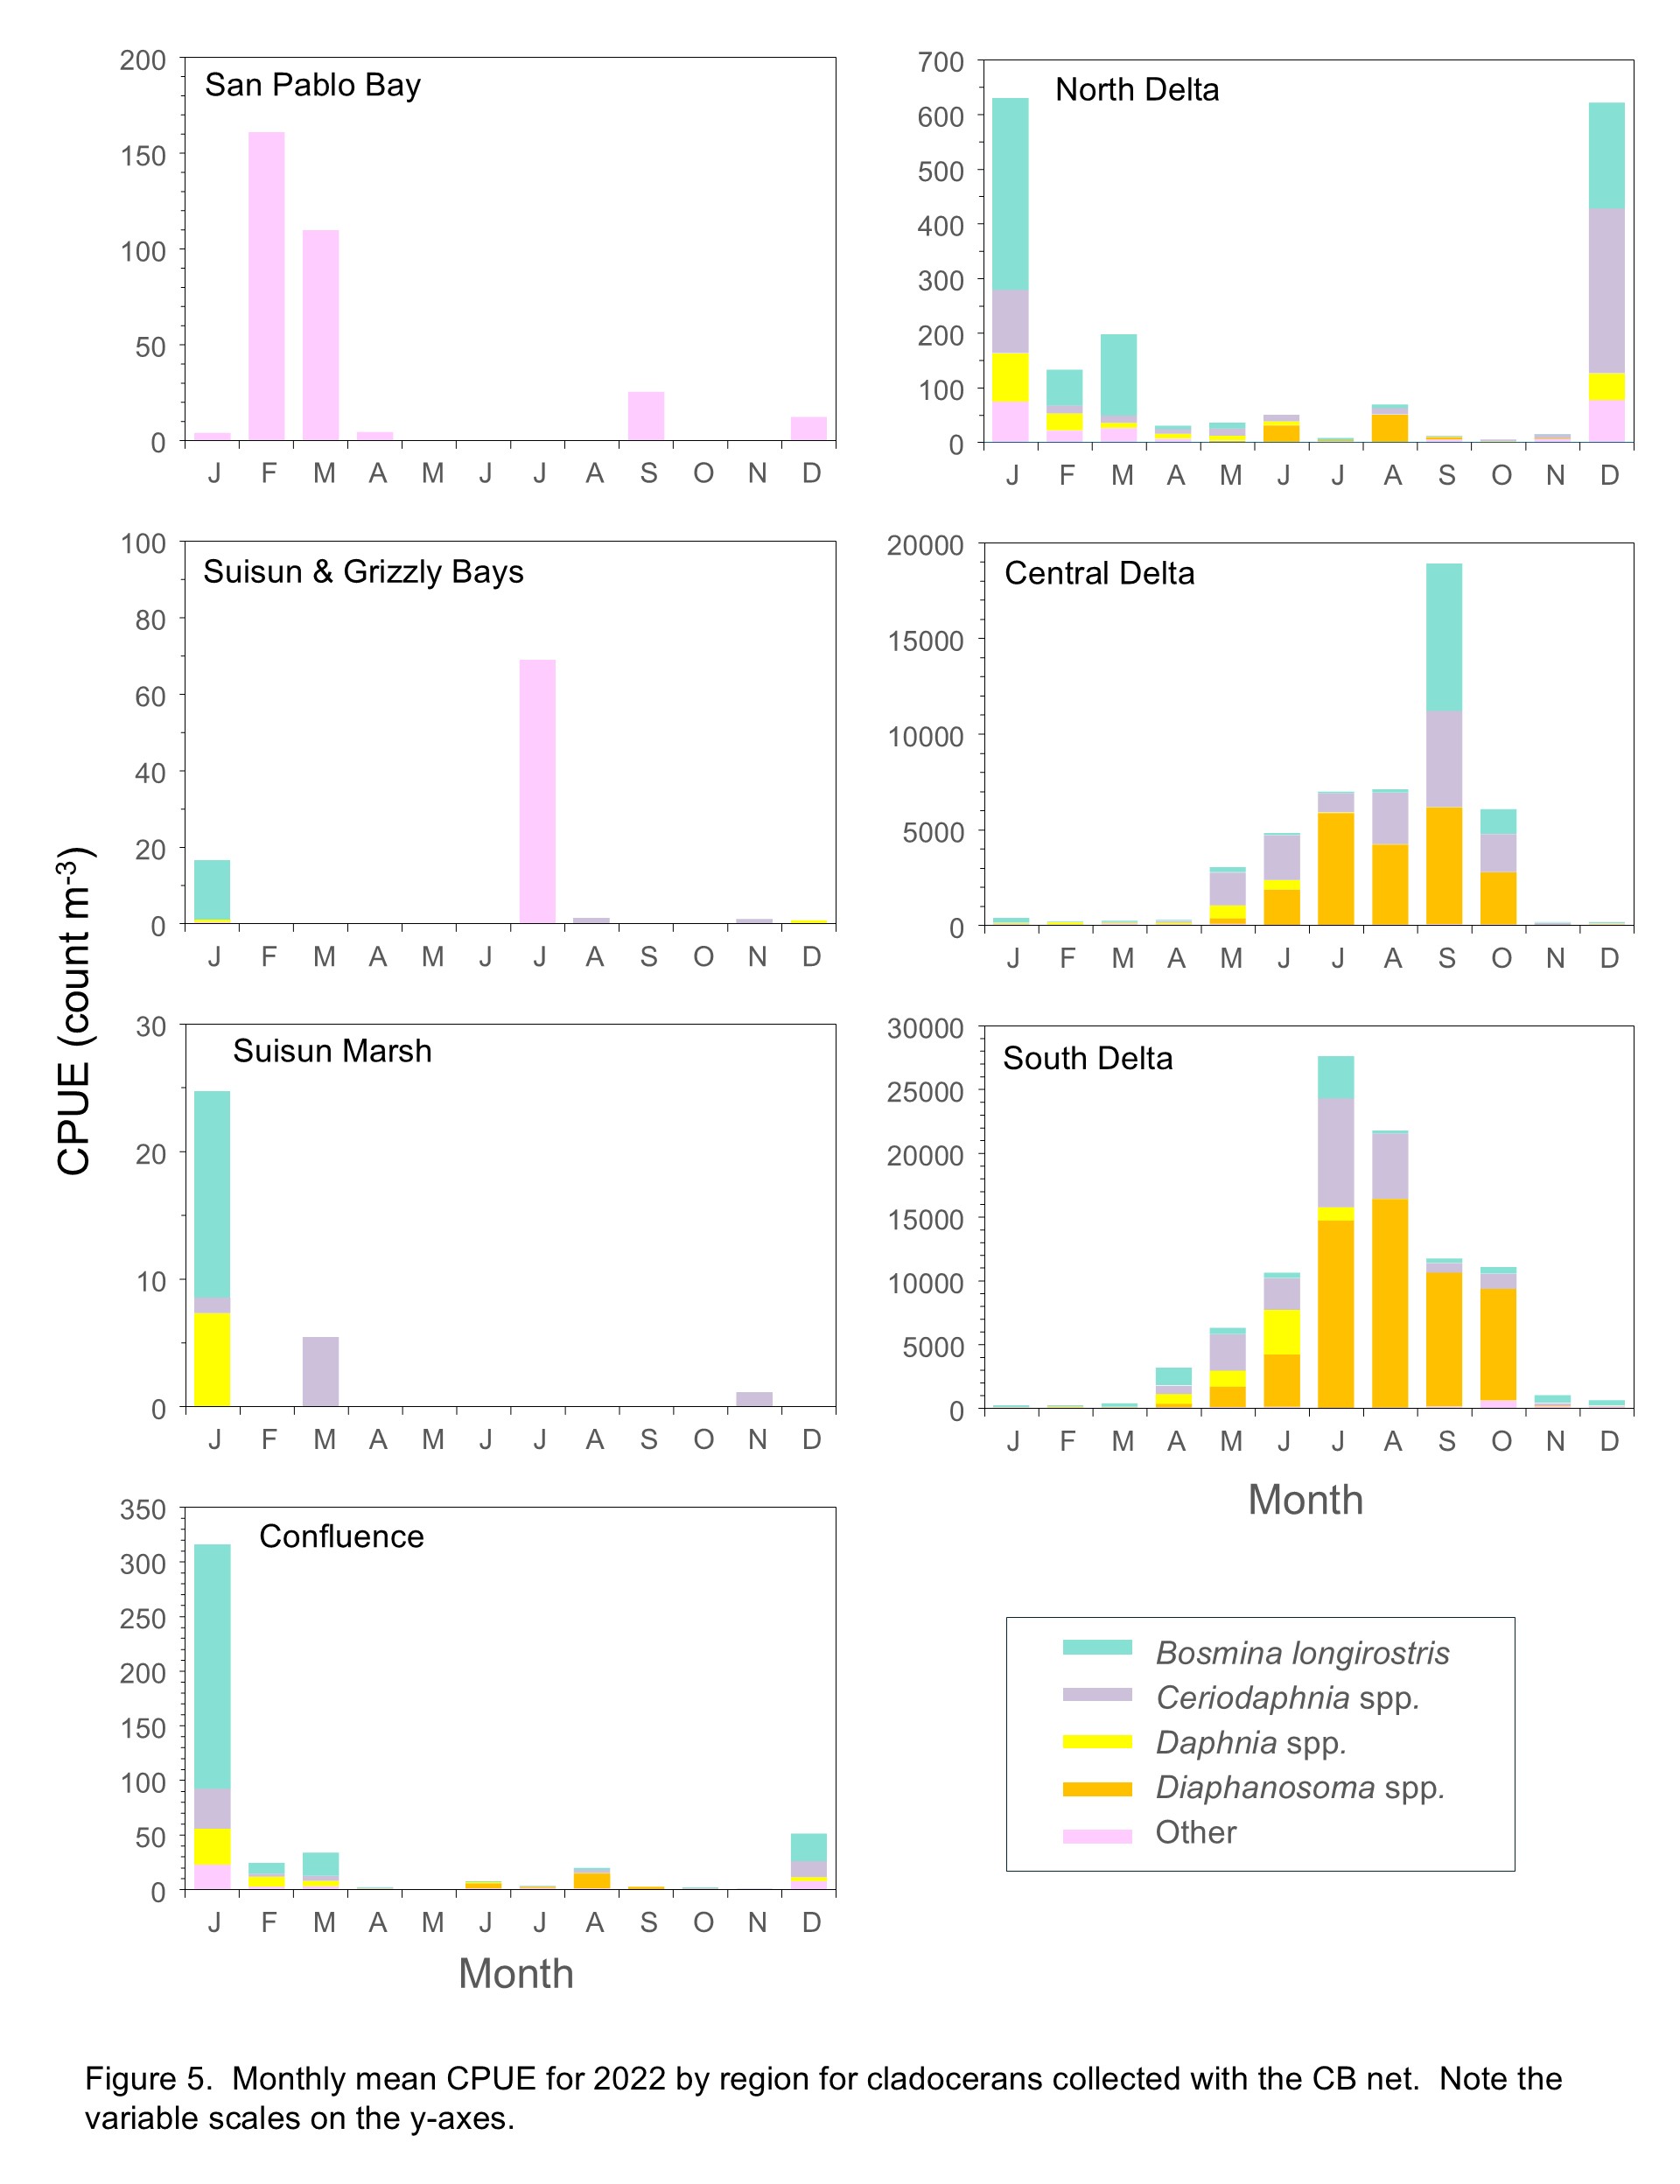 CPUE (count m-3)
San Pablo Bay
200
150
100
50
0
J F M A M J J A S O N D
North Delta
700
600
500
400
300
200
100
0
J F M A M J J A S O N D
Suisun & Grizzly Bays
100
80
60
40
20
0
J F M A M J J A S O N D
Central Delta
20000
15000
10000
5000
0
J F M A M J J A S O N D
Suisun Marsh
30
20
10
0
J F M A M J J A S O N D
South Delta
30000
25000
20000
15000
10000
5000
0
J F M A M J J A S O N D
Month
Confluence
350
300
250
200
150
100
50
0
J F M A M J J A S O N D
Month
Bosmina longirostris
Ceriodaphnia spp.
Daphnia spp.
Diaphanosoma spp.
Other
Figure 5.  Monthly mean CPUE for 2022 by region for cladocerans collected with the CB net.  Note the
variable scales on the y-axes.